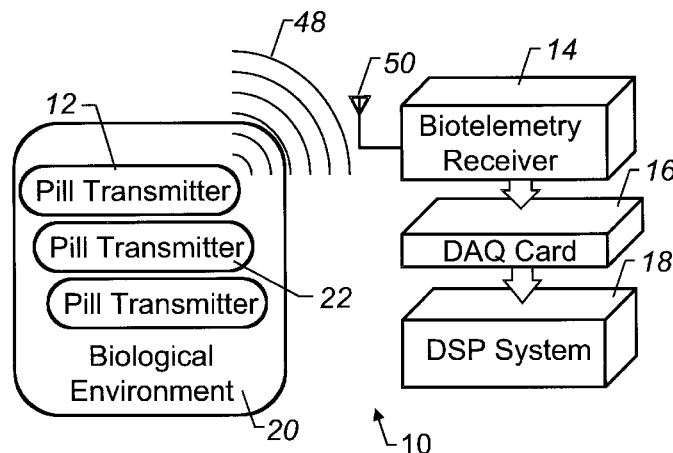 48
50
14
12
Biotelemetry
Receiver
16
Pill Transmitter
Pill Transmitter
DAQ Card
18
Pill Transmitter
22
DSP System
Biological
Environment
20
10